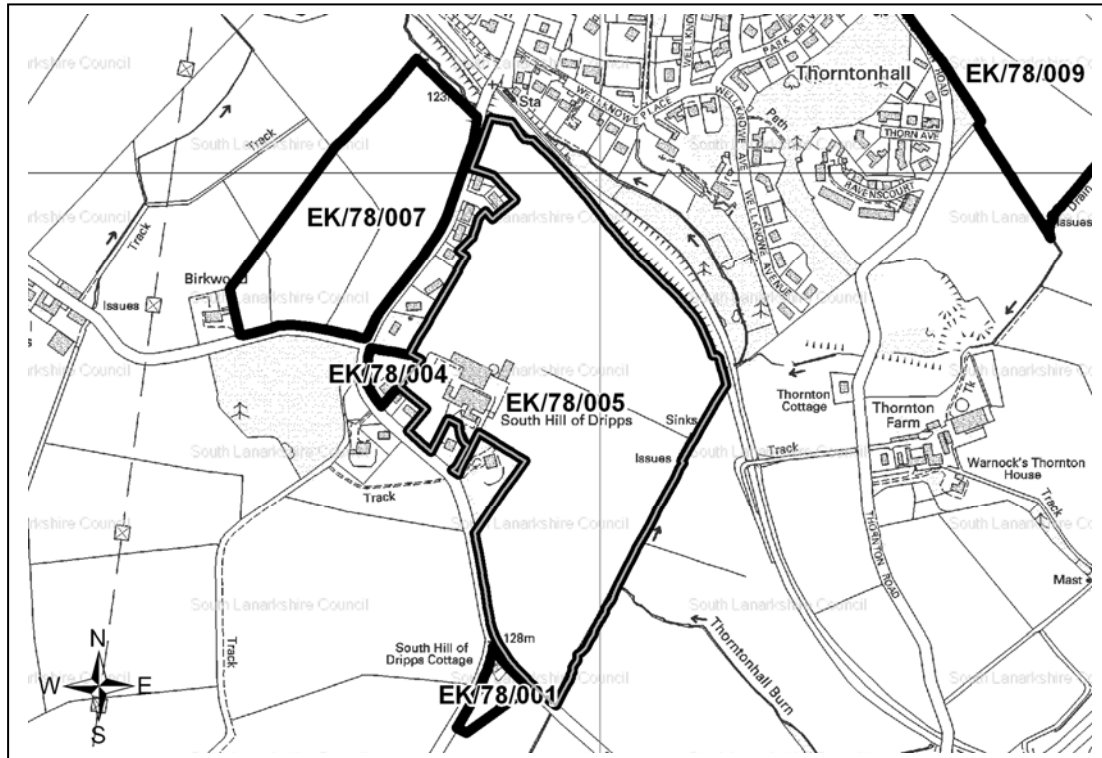 EK/78/009
PARK DR
WELLKNOW
Thorntonhall
123m
Sta
WELLKNOW PLACE
WELLKNOWE AVE
Path
ROAD
THORN AVE
RAVENSCOURT
Track
EK/78/007
Track
Drain
Issues
WELLKNOWE AVENUE
Birkwood
Issues
EK/78/004
EK/78/005
South Hill of Dripps
Thornton
Cottage
Thornton
Farm
Tk
Sinks
Issues
Track
Warnock's Thornton
House
Track
Track
THORNTON ROAD
Mast
Track
South Hill of
Dripps Cottage
128m
EK/78/001
Thorntonhall Burn
N
W E
S
South Lanarkshire Council